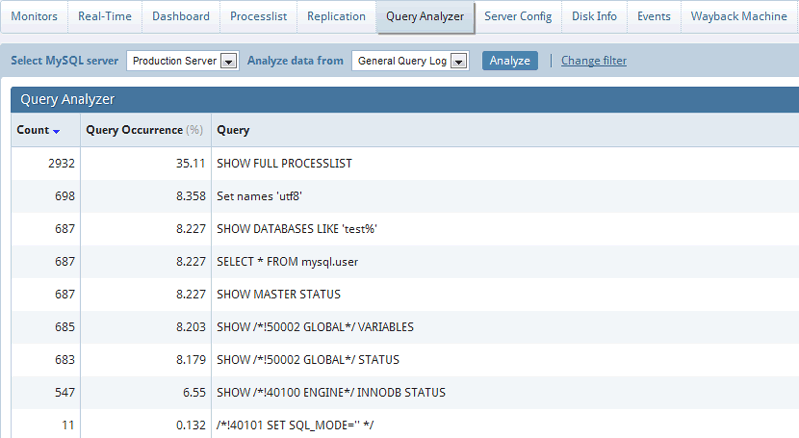 Monitors Real-Time Dashboard Processlist Replication Query Analyzer Server Config Disk Info Events Wayback Machine
Select MySQL server Production Server Analyze data from General Query Log Analyze | Change filter
Query Analyzer
Count Query Occurrence (%) Query
2932 35.11 SHOW FULL PROCESSLIST
698 8.358 Set names 'utf8'
687 8.227 SHOW DATABASES LIKE 'test%'
687 8.227 SELECT * FROM mysql.user
687 8.227 SHOW MASTER STATUS
685 8.203 SHOW /*!50002 GLOBAL*/ VARIABLES
683 8.179 SHOW /*!50002 GLOBAL*/ STATUS
547 6.55 SHOW /*!40100 ENGINE*/ INNODB STATUS
11 0.132 /*!40101 SET SQL_MODE='' */